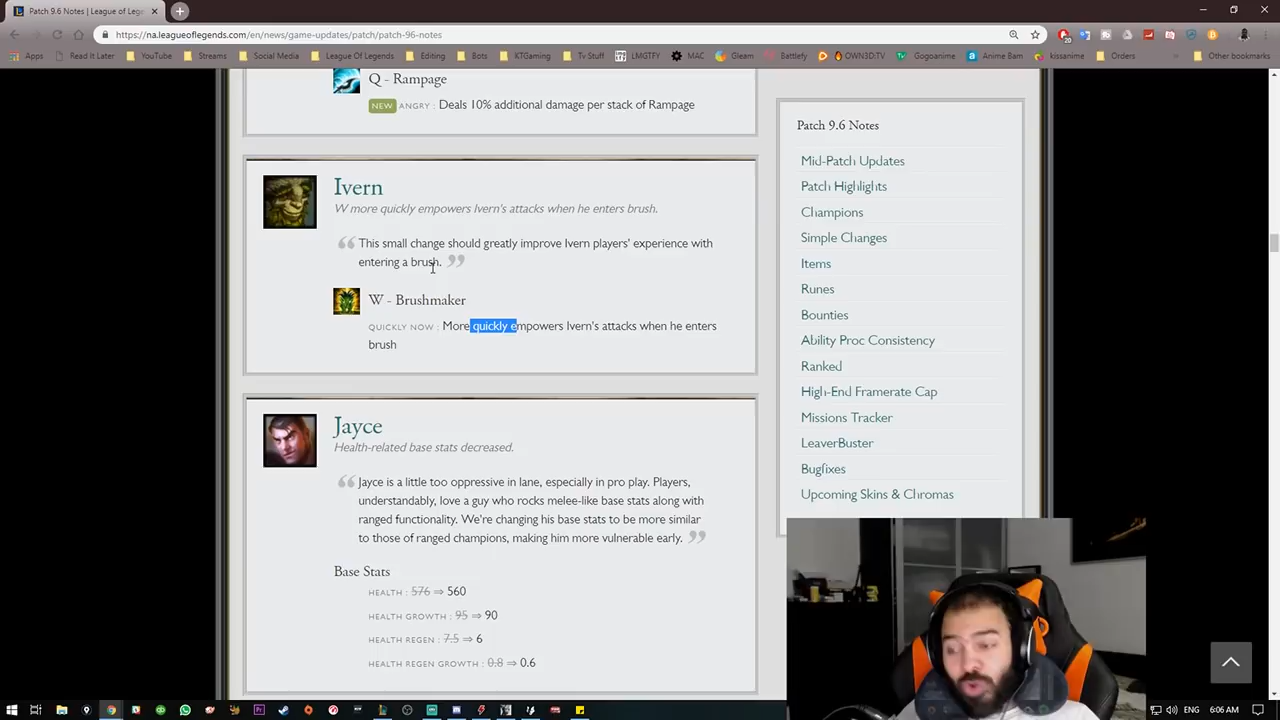 Patch 9.6 Notes | League of Leg
https://na.leagueoflegends.com/en/news/game-updates/patch/patch-96-notes
Apps
Read It Later
YouTube
Streams
Social Media
League Of Legends
Editing
Bots
KTGaming
Tv Stuff
LMGTFY
MAC
Gleam
Battlefy
OWN3D.TV
Gogoanime
Anime Bam
kissanime
Orders
Other bookmarks
Q - Rampage
NEW ANGRY : Deals 10% additional damage per stack of Rampage
Ivern
W more quickly empowers Ivern's attacks when he enters brush.
This small change should greatly improve Ivern players' experience with
entering a brush.
W - Brushmaker
QUICKLY NOW : More quickly empowers Ivern's attacks when he enters
brush
Jayce
Health-related base stats decreased.
Jayce is a little too oppressive in lane, especially in pro play. Players,
understandably, love a guy who rocks melee-like base stats along with
ranged functionality. We're changing his base stats to be more similar
to those of ranged champions, making him more vulnerable early.
Base Stats
HEALTH : 576 ⇒ 560
HEALTH GROWTH : 95 ⇒ 90
HEALTH REGEN : 7.5 ⇒ 6
HEALTH REGEN GROWTH : 0.8 ⇒ 0.6
Patch 9.6 Notes
Mid-Patch Updates
Patch Highlights
Champions
Simple Changes
Items
Runes
Bounties
Ability Proc Consistency
Ranked
High-End Framerate Cap
Missions Tracker
LeaverBuster
Bugfixes
Upcoming Skins & Chromas
ENG
6:06 AM